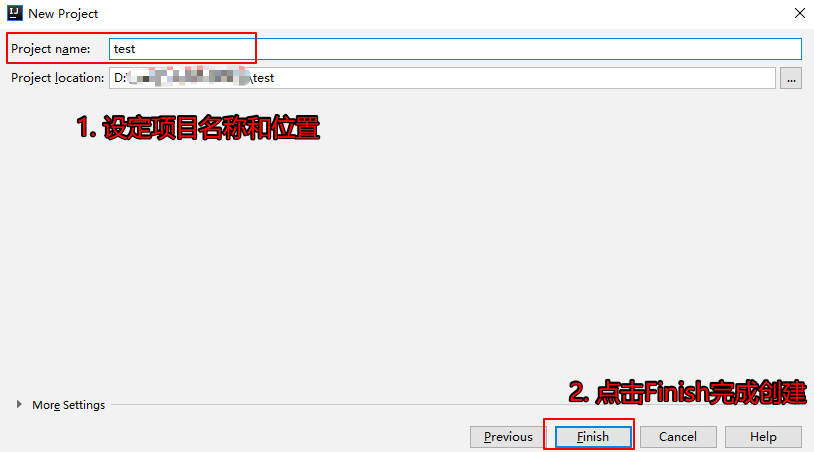 New Project
Project name: test
Project location: D:\ \test ...
1. 设定项目名称和位置
2. 点击Finish完成创建
More Settings
Previous Finish Cancel Help